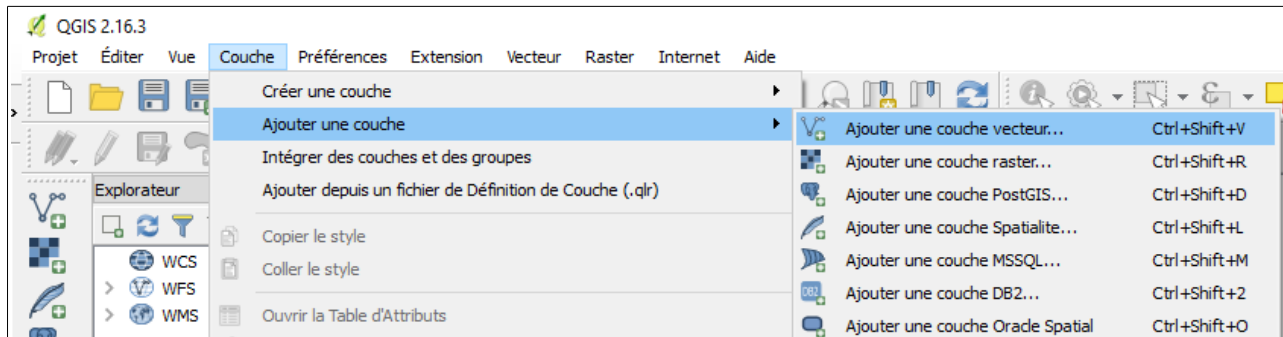 QGIS 2.16.3
Projet Éditer Vue Couche Préférences Extension Vecteur Raster Internet Aide
Créer une couche
Ajouter une couche
Intégrer des couches et des groupes
Ajouter depuis un fichier de Définition de Couche (.qlr)
Copier le style
Coller le style
Ouvrir la Table d'Attributs
Ajouter une couche vecteur... Ctrl+Shift+V
Ajouter une couche raster... Ctrl+Shift+R
Ajouter une couche PostGIS... Ctrl+Shift+D
Ajouter une couche Spatialite... Ctrl+Shift+L
Ajouter une couche MSSQL... Ctrl+Shift+M
DB2 Ajouter une couche DB2... Ctrl+Shift+2
Ajouter une couche Oracle Spatial Ctrl+Shift+O
Explorateur
WCS
WFS
WMS